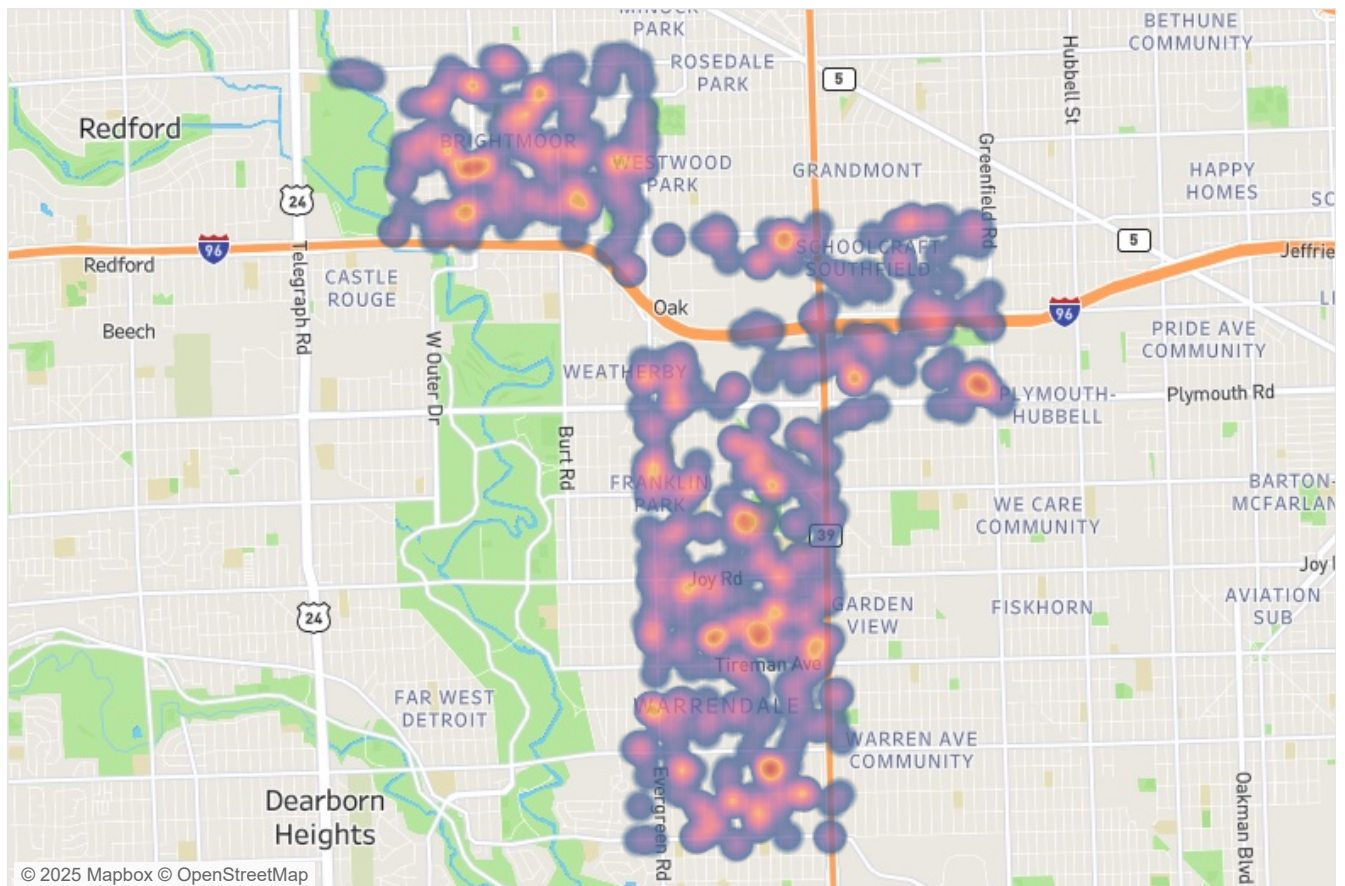 MINOCK
PARK
BETHUNE
COMMUNITY
ROSEDALE
PARK
5
Hubbell St
Redford
BRIGHTMOOR
WESTWOOD
PARK
GRANDMONT
Greenfield Rd
HAPPY
HOMES
SC
24
5
96
Redford
Telegraph Rd
CASTLE
ROUGE
SCHOOLCRAFT
SOUTHFIELD
Jeffrie
Oak
96
LI
Beech
W Outer Dr
PRIDE AVE
COMMUNITY
WEATHERBY
PLYMOUTH-
HUBBELL
Plymouth Rd
Burt Rd
FRANKLIN
PARK
WE CARE
COMMUNITY
BARTON-
MCFARLAN
39
Joy Rd
Joy
24
GARDEN
VIEW
FISKHORN
AVIATION
SUB
Tireman Ave
FAR WEST
DETROIT
WARRENDALE
WARREN AVE
COMMUNITY
Evergreen Rd
Oakman Blvd
Dearborn
Heights
© 2025 Mapbox © OpenStreetMap